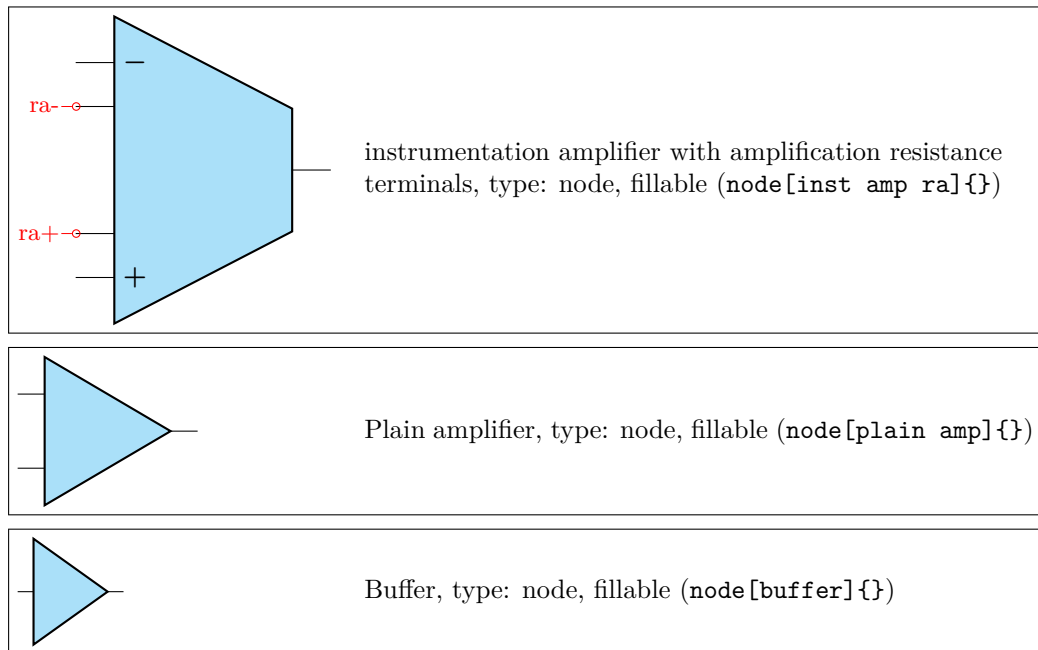 −
ra-
instrumentation amplifier with amplification resistance
terminals, type: node, fillable (node[inst amp ra]{})
ra+
+
Plain amplifier, type: node, fillable (node[plain amp]{})
Buffer, type: node, fillable (node[buffer]{})